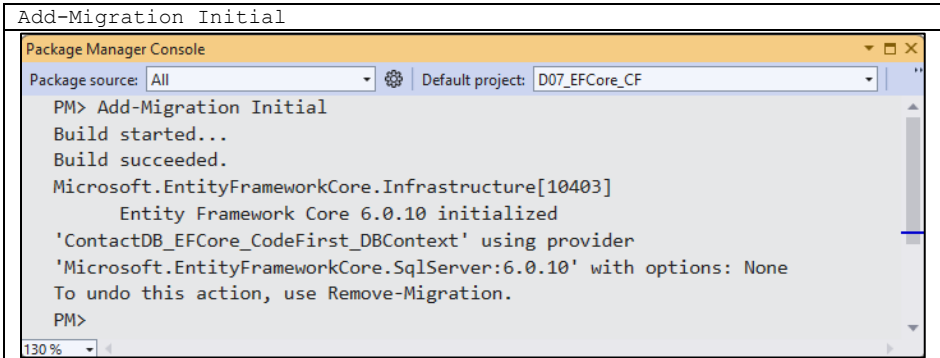 Add-Migration Initial
Package Manager Console
Package source: All Default project: D07_EFCore_CF
PM> Add-Migration Initial
Build started...
Build succeeded.
Microsoft.EntityFrameworkCore.Infrastructure[10403]
Entity Framework Core 6.0.10 initialized
'ContactDB_EFCore_CodeFirst_DBContext' using provider
'Microsoft.EntityFrameworkCore.SqlServer:6.0.10' with options: None
To undo this action, use Remove-Migration.
PM>
130 %